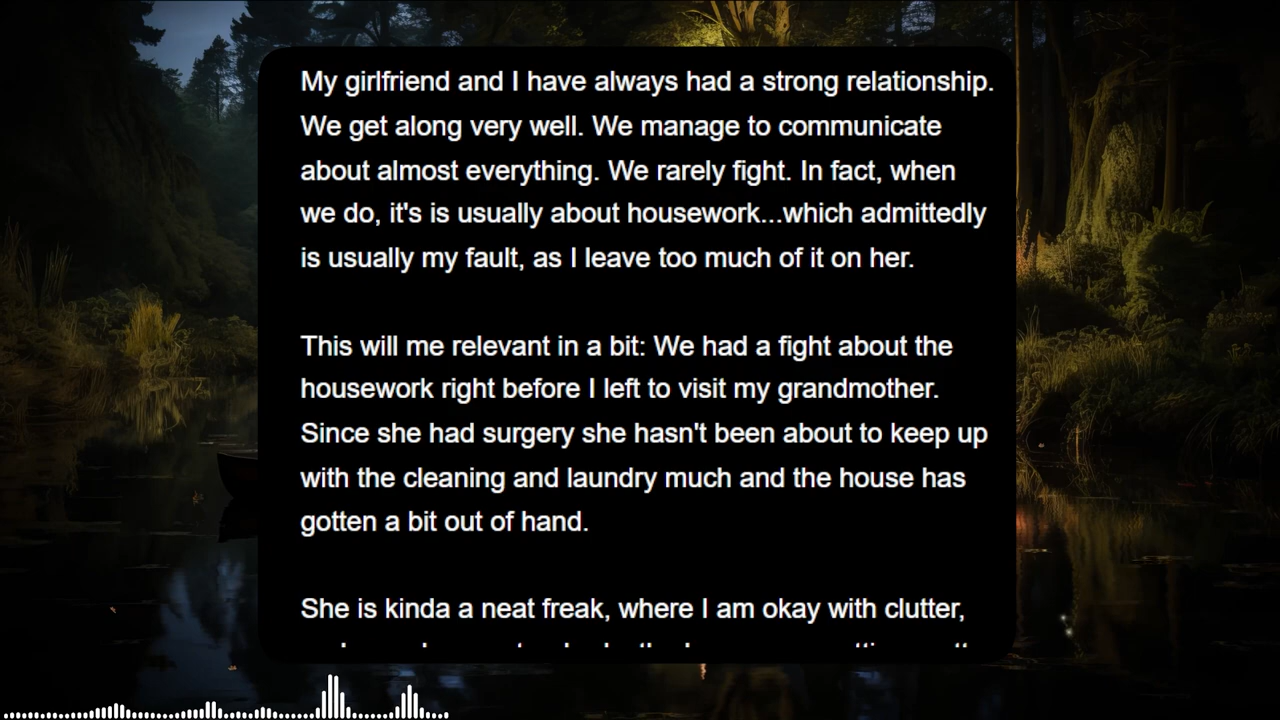 My girlfriend and I have always had a strong relationship.
We get along very well. We manage to communicate
about almost everything. We rarely fight. In fact, when
we do, it's is usually about housework...which admittedly
is usually my fault, as I leave too much of it on her.
This will me relevant in a bit: We had a fight about the
housework right before I left to visit my grandmother.
Since she had surgery she hasn't been about to keep up
with the cleaning and laundry much and the house has
gotten a bit out of hand.
She is kinda a neat freak, where I am okay with clutter,